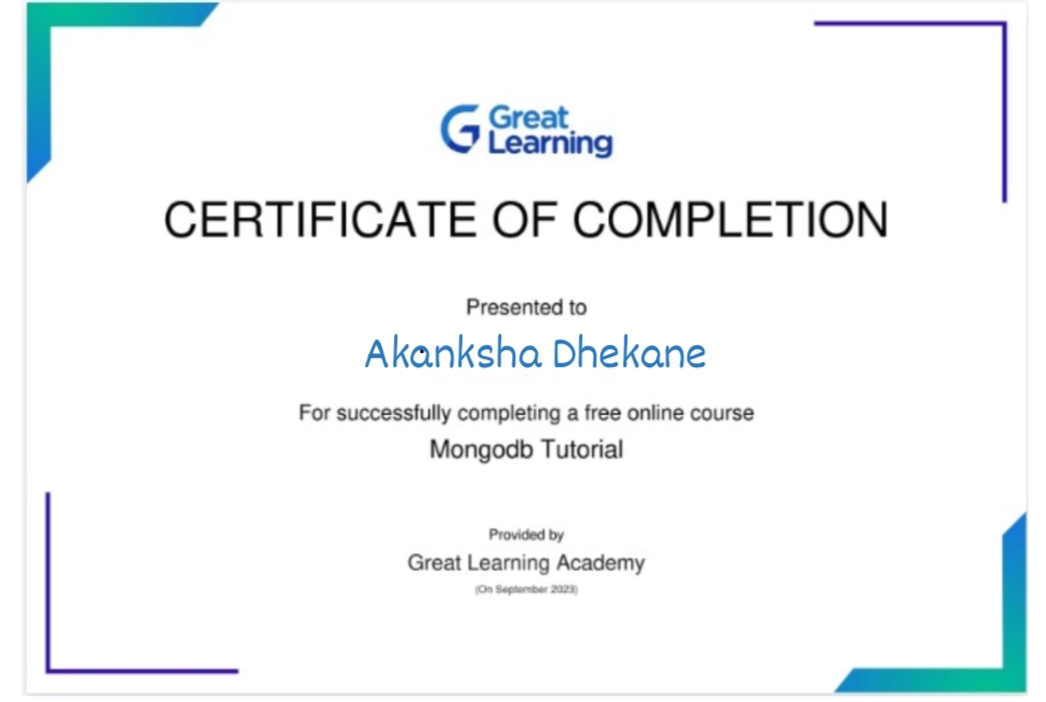 Great
Learning
CERTIFICATE OF COMPLETION
Presented to
Akanksha Dhekane
For successfully completing a free online course
Mongodb Tutorial
Provided by
Great Learning Academy
(On September 2023)